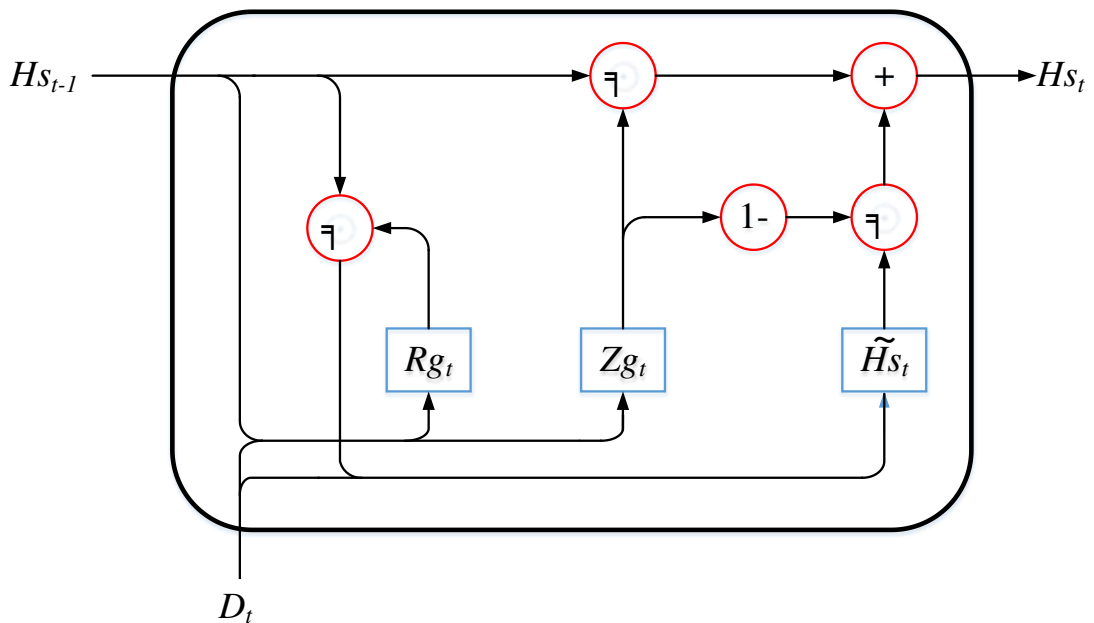 Hs_{t-1}
╕
+
Hs_t
╕
1-
╕
Rg_t
Zg_t
H̃s_t
D_t